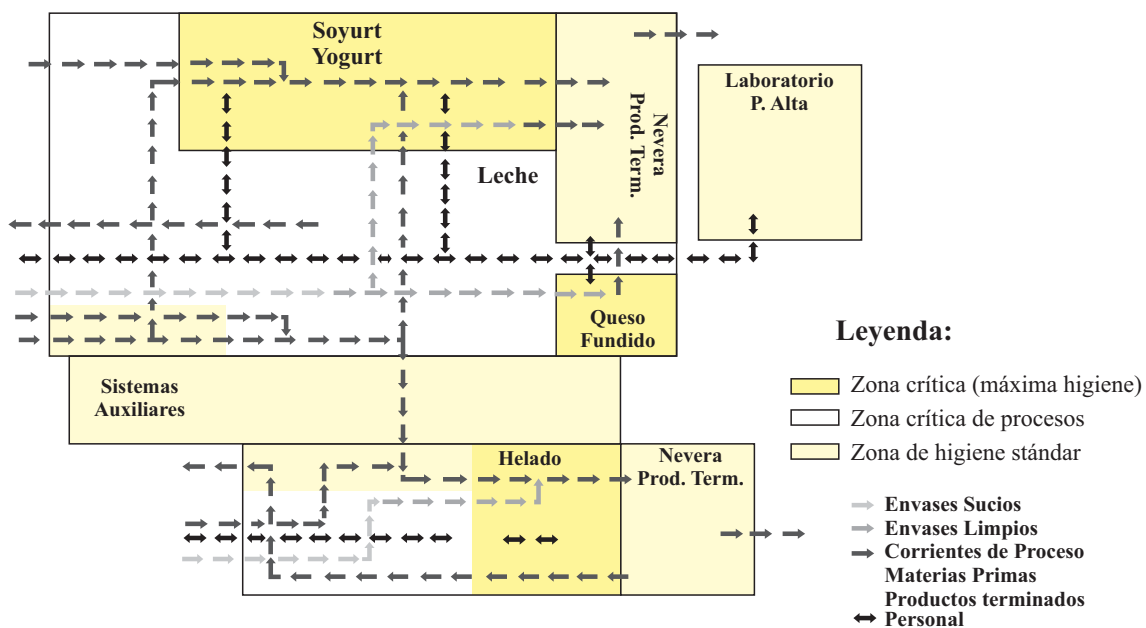 Soyurt
Yogurt
Laboratorio
P. Alta
Nevera
Prod. Term.
Leche
Queso
Fundido
Sistemas
Auxiliares
Helado
Nevera
Prod. Term.
Leyenda:
Zona crítica (máxima higiene)
Zona crítica de procesos
Zona de higiene stándar
Envases Sucios
Envases Limpios
Corrientes de Proceso
Materias Primas
Productos terminados
Personal